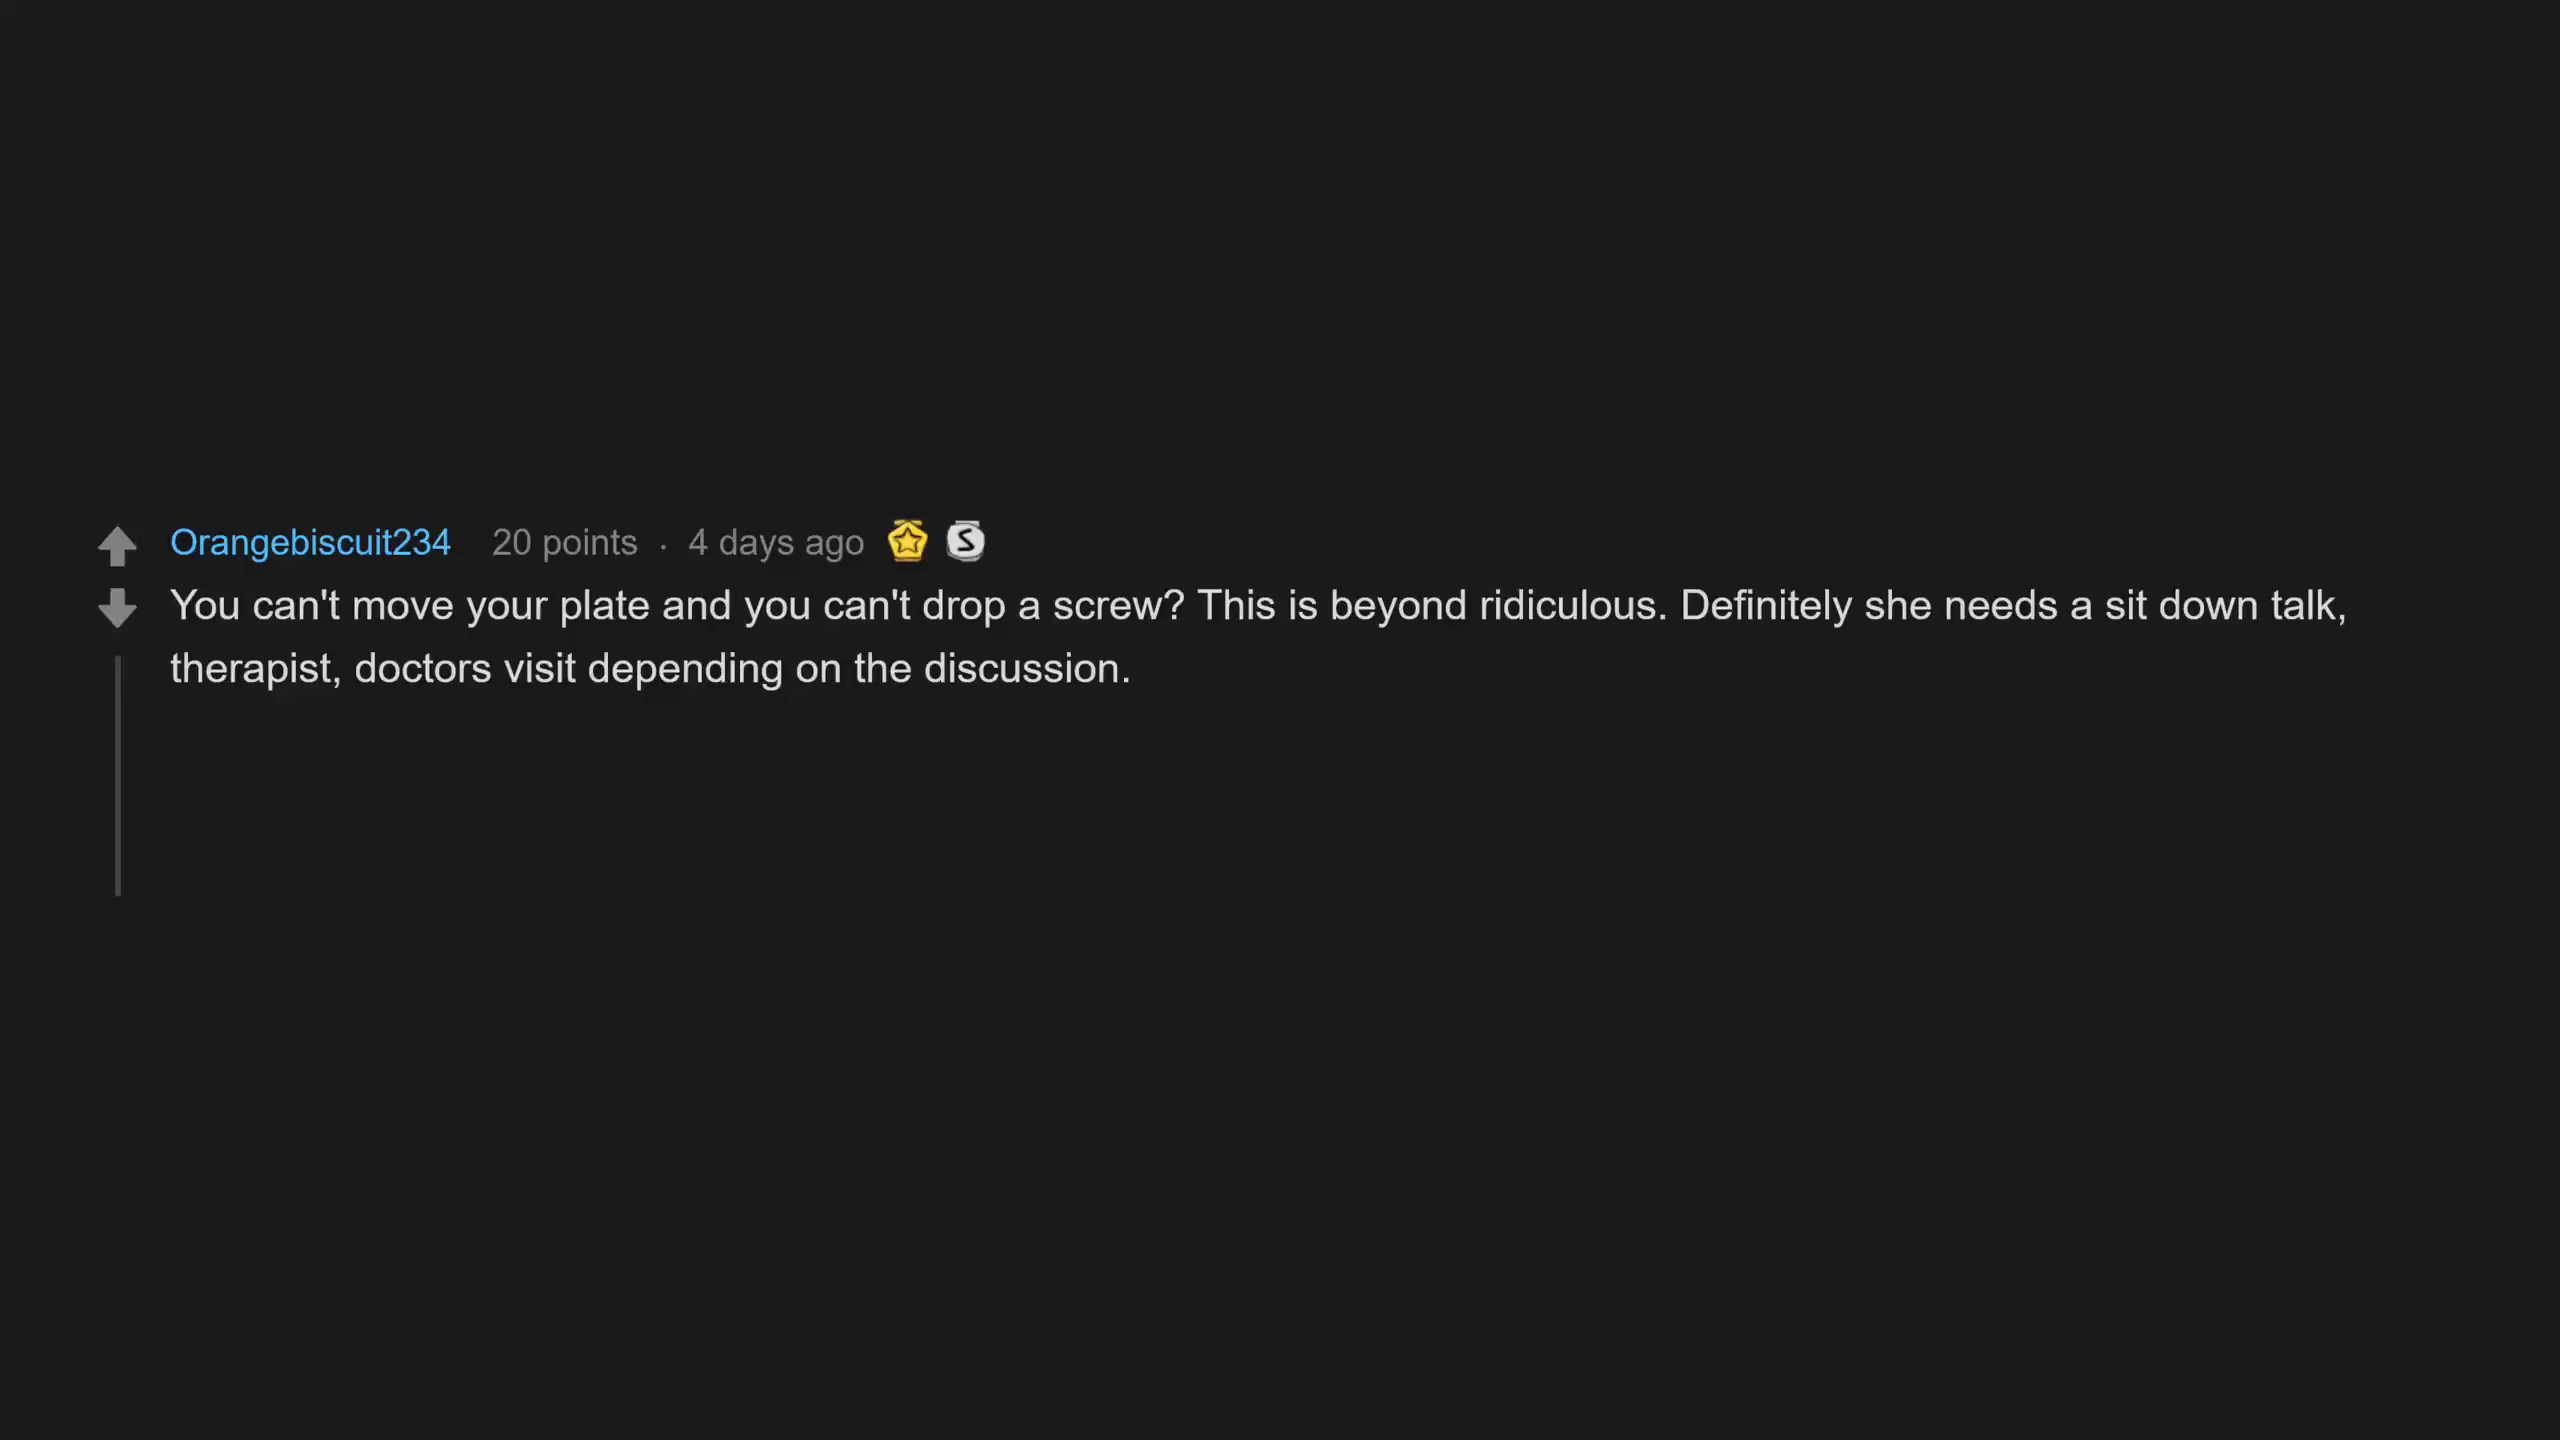 Orangebiscuit234 20 points · 4 days ago S
You can't move your plate and you can't drop a screw? This is beyond ridiculous. Definitely she needs a sit down talk,
therapist, doctors visit depending on the discussion.